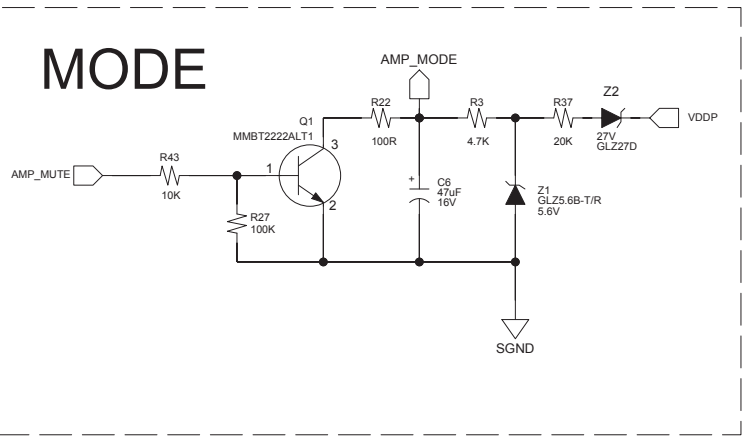 MODE
AMP_MODE
Q1
MMBT2222ALT1
R22
100R
R3
4.7K
R37
20K
Z2
27V
GLZ27D
VDDP
AMP_MUTE
R43
10K
1
3
2
R27
100K
+
C6
47uF
16V
Z1
GLZ5.6B-T/R
5.6V
SGND